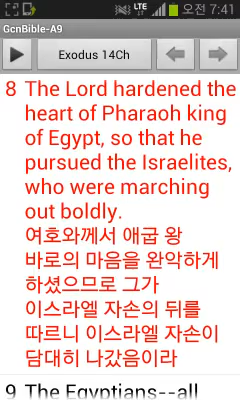 LTE 오전 7:41
GcnBible-A9
Exodus 14Ch
8 The Lord hardened the
heart of Pharaoh king
of Egypt, so that he
pursued the Israelites,
who were marching
out boldly.
여호와께서 애굽 왕
바로의 마음을 완악하게
하셨으므로 그가
이스라엘 자손의 뒤를
따르니 이스라엘 자손이
담대히 나갔음이라
9 The Egyptians--all